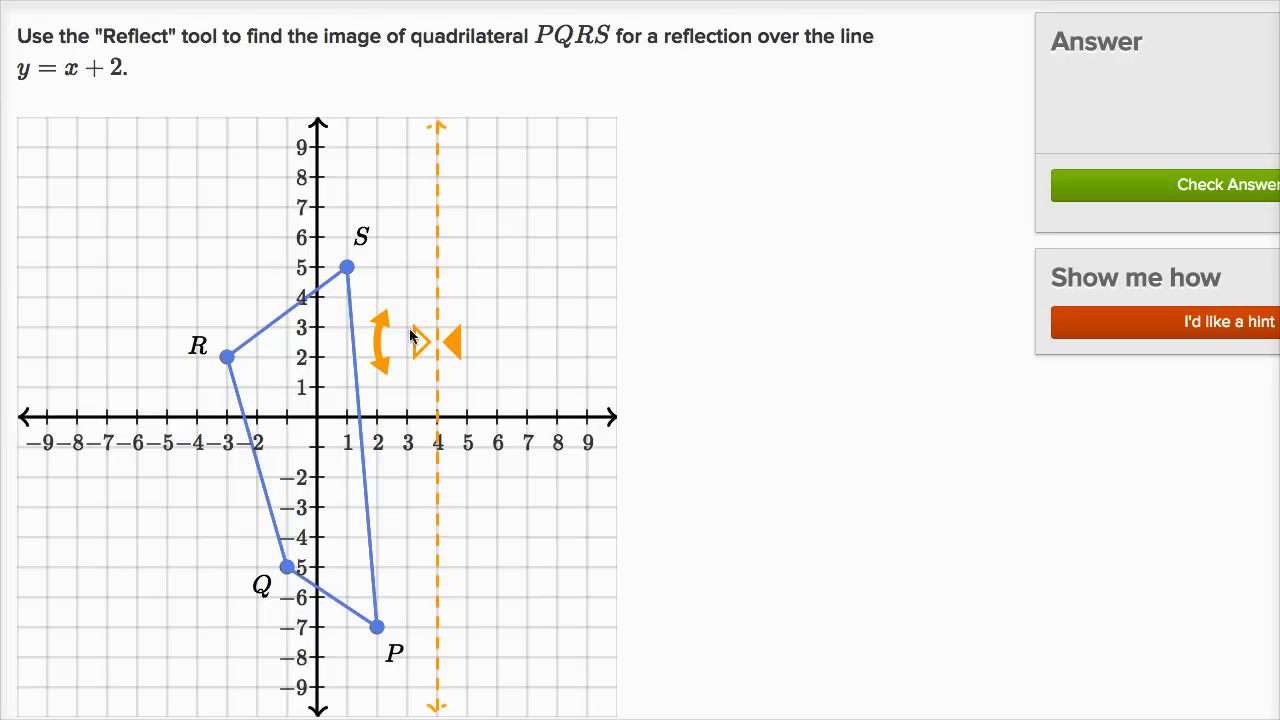 Use the "Reflect" tool to find the image of quadrilateral PQRS for a reflection over the line
y = x + 2.
Answer
Check Answer
Show me how
I'd like a hint
9
8
7
6
S
5
4
3
R
2
1
−9 −8 −7 −6 −5 −4 −3 −2 1 2 3 4 5 6 7 8 9
−2
−3
−4
−5
Q
−6
−7
P
−8
−9